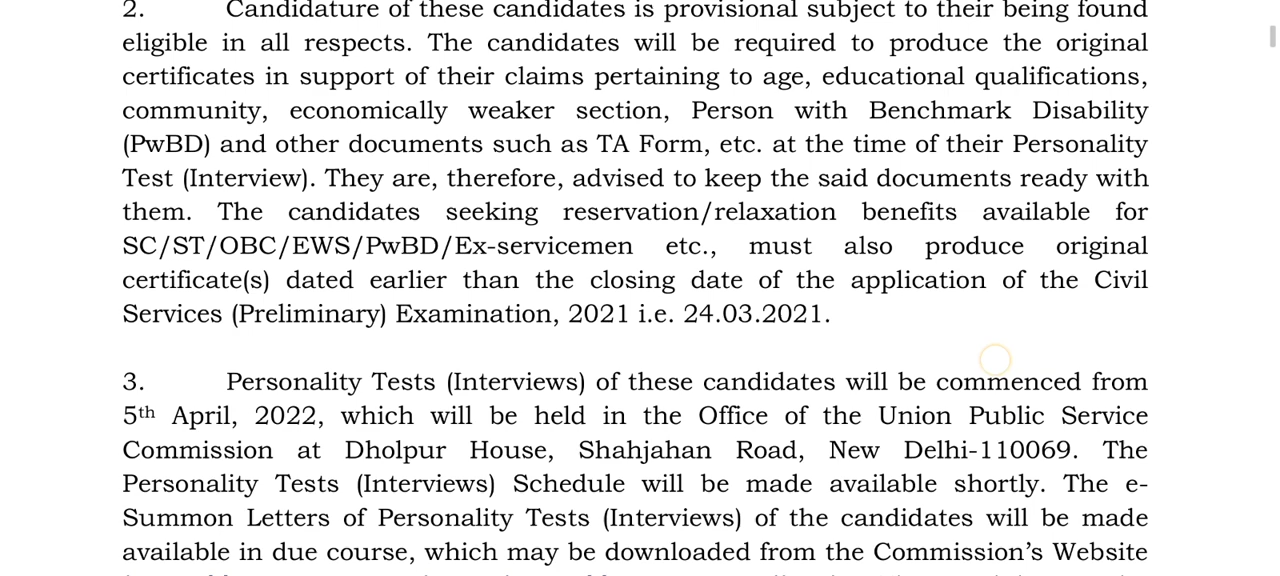 2. Candidature of these candidates is provisional subject to their being found
eligible in all respects. The candidates will be required to produce the original
certificates in support of their claims pertaining to age, educational qualifications,
community, economically weaker section, Person with Benchmark Disability
(PwBD) and other documents such as TA Form, etc. at the time of their Personality
Test (Interview). They are, therefore, advised to keep the said documents ready with
them. The candidates seeking reservation/relaxation benefits available for
SC/ST/OBC/EWS/PwBD/Ex-servicemen etc., must also produce original
certificate(s) dated earlier than the closing date of the application of the Civil
Services (Preliminary) Examination, 2021 i.e. 24.03.2021.
3. Personality Tests (Interviews) of these candidates will be commenced from
5th April, 2022, which will be held in the Office of the Union Public Service
Commission at Dholpur House, Shahjahan Road, New Delhi-110069. The
Personality Tests (Interviews) Schedule will be made available shortly. The e-
Summon Letters of Personality Tests (Interviews) of the candidates will be made
available in due course, which may be downloaded from the Commission’s Website